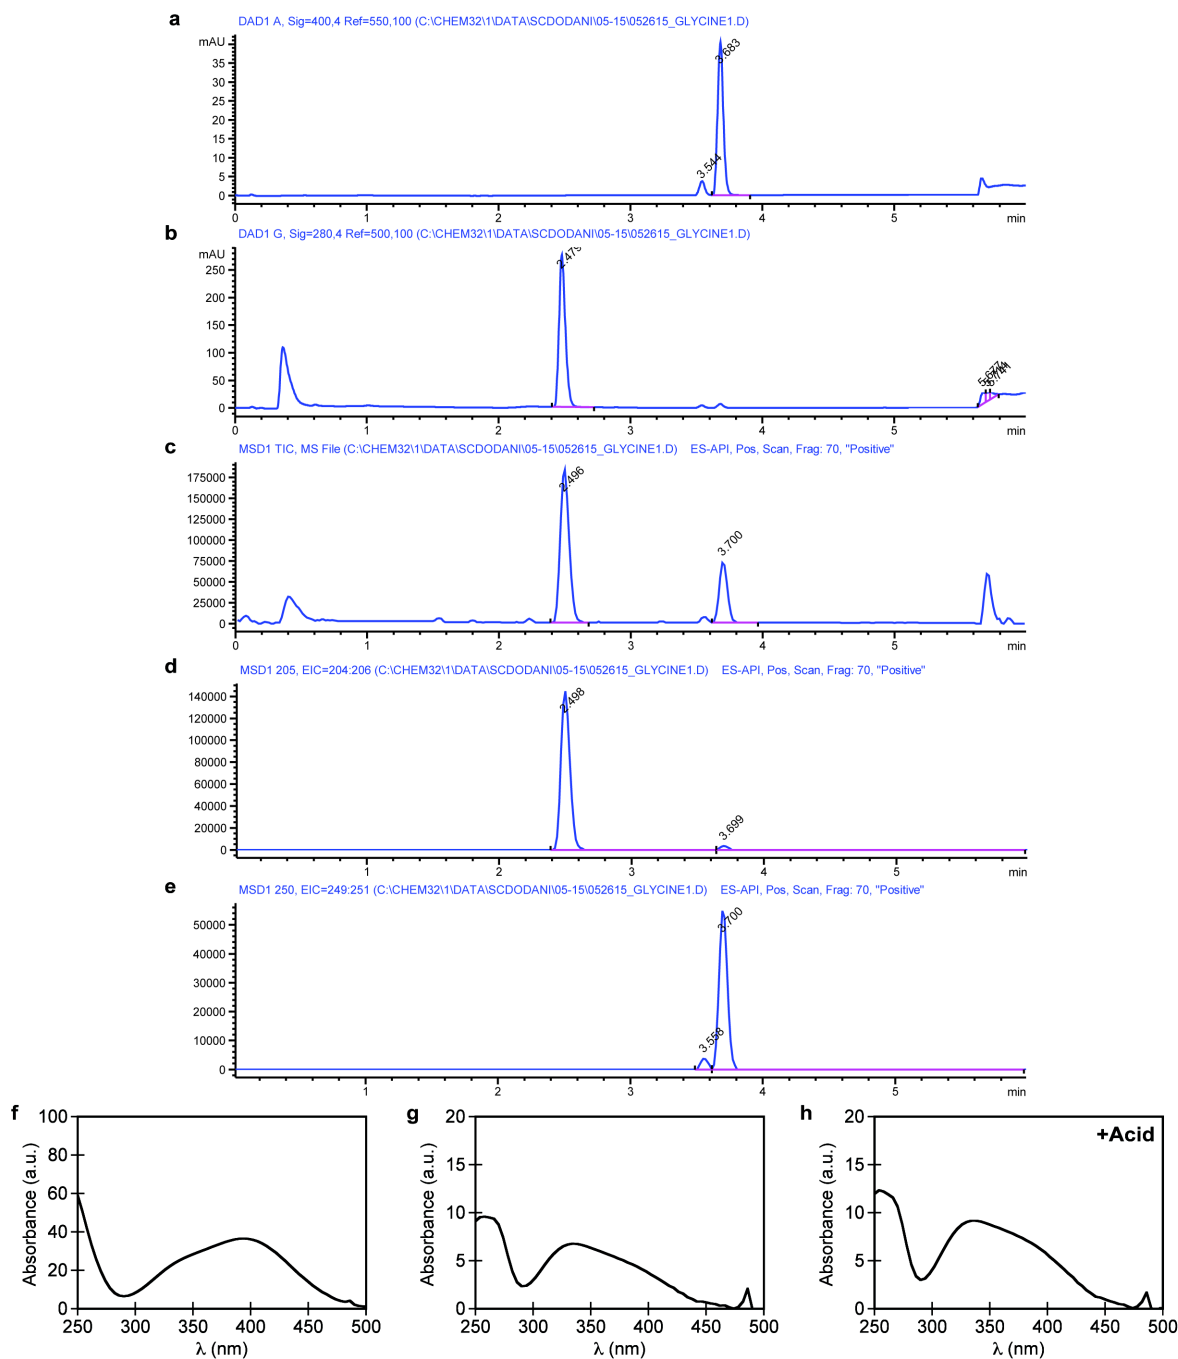 a DAD1 A, Sig=400,4 Ref=550,100 (C:\CHEM32\1\DATA\SCDODANI\05-15\052615_GLYCINE1.D)
mAU
35
30
25
20
15
10
5
0
3.544
3.683
0 1 2 3 4 5 min
b DAD1 G, Sig=280,4 Ref=500,100 (C:\CHEM32\1\DATA\SCDODANI\05-15\052615_GLYCINE1.D)
mAU
250
200
150
100
50
0
2.479
5.677
0 1 2 3 4 5 min
c MSD1 TIC, MS File (C:\CHEM32\1\DATA\SCDODANI\05-15\052615_GLYCINE1.D) ES-API, Pos, Scan, Frag: 70, "Positive"
175000
150000
125000
100000
75000
50000
25000
0
2.496
3.700
0 1 2 3 4 5 min
d MSD1 205, EIC=204:206 (C:\CHEM32\1\DATA\SCDODANI\05-15\052615_GLYCINE1.D) ES-API, Pos, Scan, Frag: 70, "Positive"
140000
120000
100000
80000
60000
40000
20000
0
2.498
3.699
1 2 3 4 5 min
e MSD1 250, EIC=249:251 (C:\CHEM32\1\DATA\SCDODANI\05-15\052615_GLYCINE1.D) ES-API, Pos, Scan, Frag: 70, "Positive"
50000
40000
30000
20000
10000
0
3.558
3.700
1 2 3 4 5 min
f
Absorbance (a.u.)
100
80
60
40
20
0
250 300 350 400 450 500
λ (nm)
g
Absorbance (a.u.)
20
15
10
5
0
250 300 350 400 450 500
λ (nm)
h
+Acid
Absorbance (a.u.)
20
15
10
5
0
250 300 350 400 450 500
λ (nm)